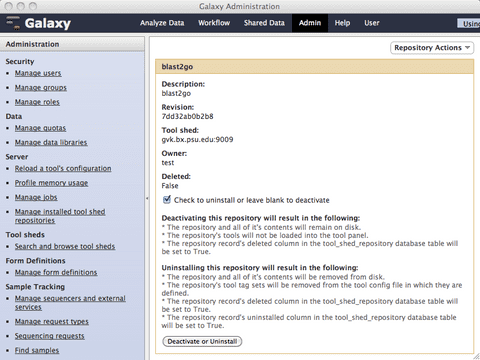 Galaxy Administration
Galaxy
Analyze Data Workflow Shared Data Admin Help User
Administration
Security
Manage users
Manage groups
Manage roles
Data
Manage quotas
Manage data libraries
Server
Reload a tool's configuration
Profile memory usage
Manage jobs
Manage installed tool shed
repositories
Tool sheds
Search and browse tool sheds
Form Definitions
Manage form definitions
Sample Tracking
Manage sequencers and external
services
Manage request types
Sequencing requests
Find samples
Repository Actions
blast2go
Description:
blast2go
Revision:
7dd32ab0b2b8
Tool shed:
gvk.bx.psu.edu:9009
Owner:
test
Deleted:
False
Check to uninstall or leave blank to deactivate
Deactivating this repository will result in the following:
* The repository and all of it's contents will remain on disk.
* The repository's tools will not be loaded into the tool panel.
* The repository record's deleted column in the tool_shed_repository database table will
be set to True.
Uninstalling this repository will result in the following:
* The repository and all of it's contents will be removed from disk.
* The repository's tool tag sets will be removed from the tool config file in which they are
defined.
* The repository record's deleted column in the tool_shed_repository database table will
be set to True.
* The repository record's uninstalled column in the tool_shed_repository database table
will be set to True.
Deactivate or Uninstall